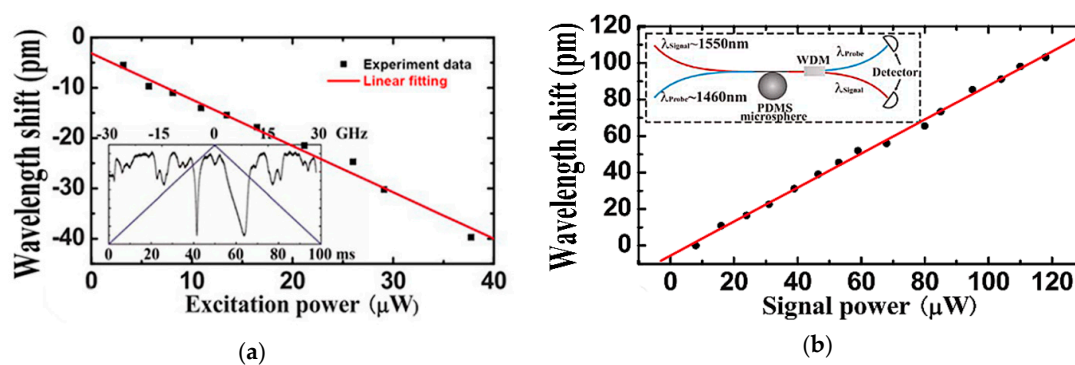 0
-10
-20
-30
-40
Wavelength shift (pm)
Experiment data
Linear fitting
-30 -15 0 15 30 GHz
0 20 40 60 80 100 ms
0 10 20 30 40
Excitation power (μW)
(a)
120
100
80
60
40
20
0
Wavelength shift (pm)
λSignal~1550nm
λProbe~1460nm
WDM
λProbe
λSignal
Detector
PDMS
microsphere
0 20 40 60 80 100 120
Signal power (μW)
(b)